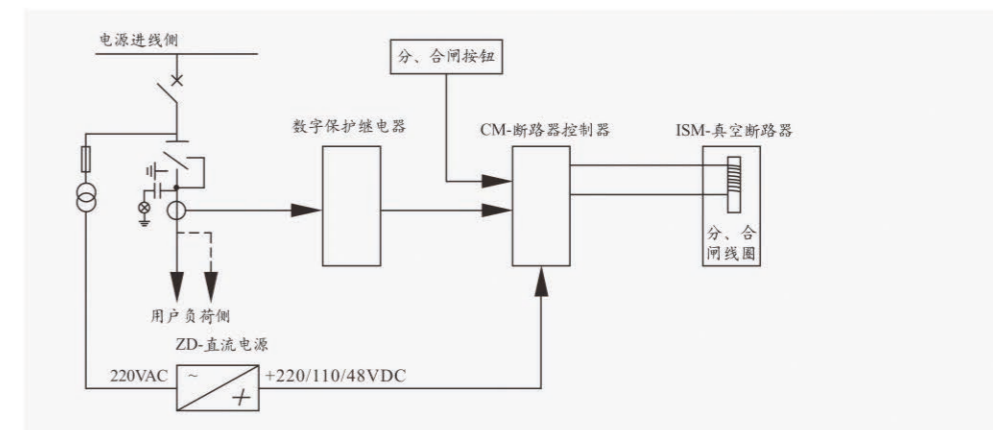 电源进线侧
分、合闸按钮
数字保护继电器
CM-断路器控制器
ISM-真空断路器
分、合
闸线圈
用户负荷侧
ZD-直流电源
220VAC
~
+
+220/110/48VDC